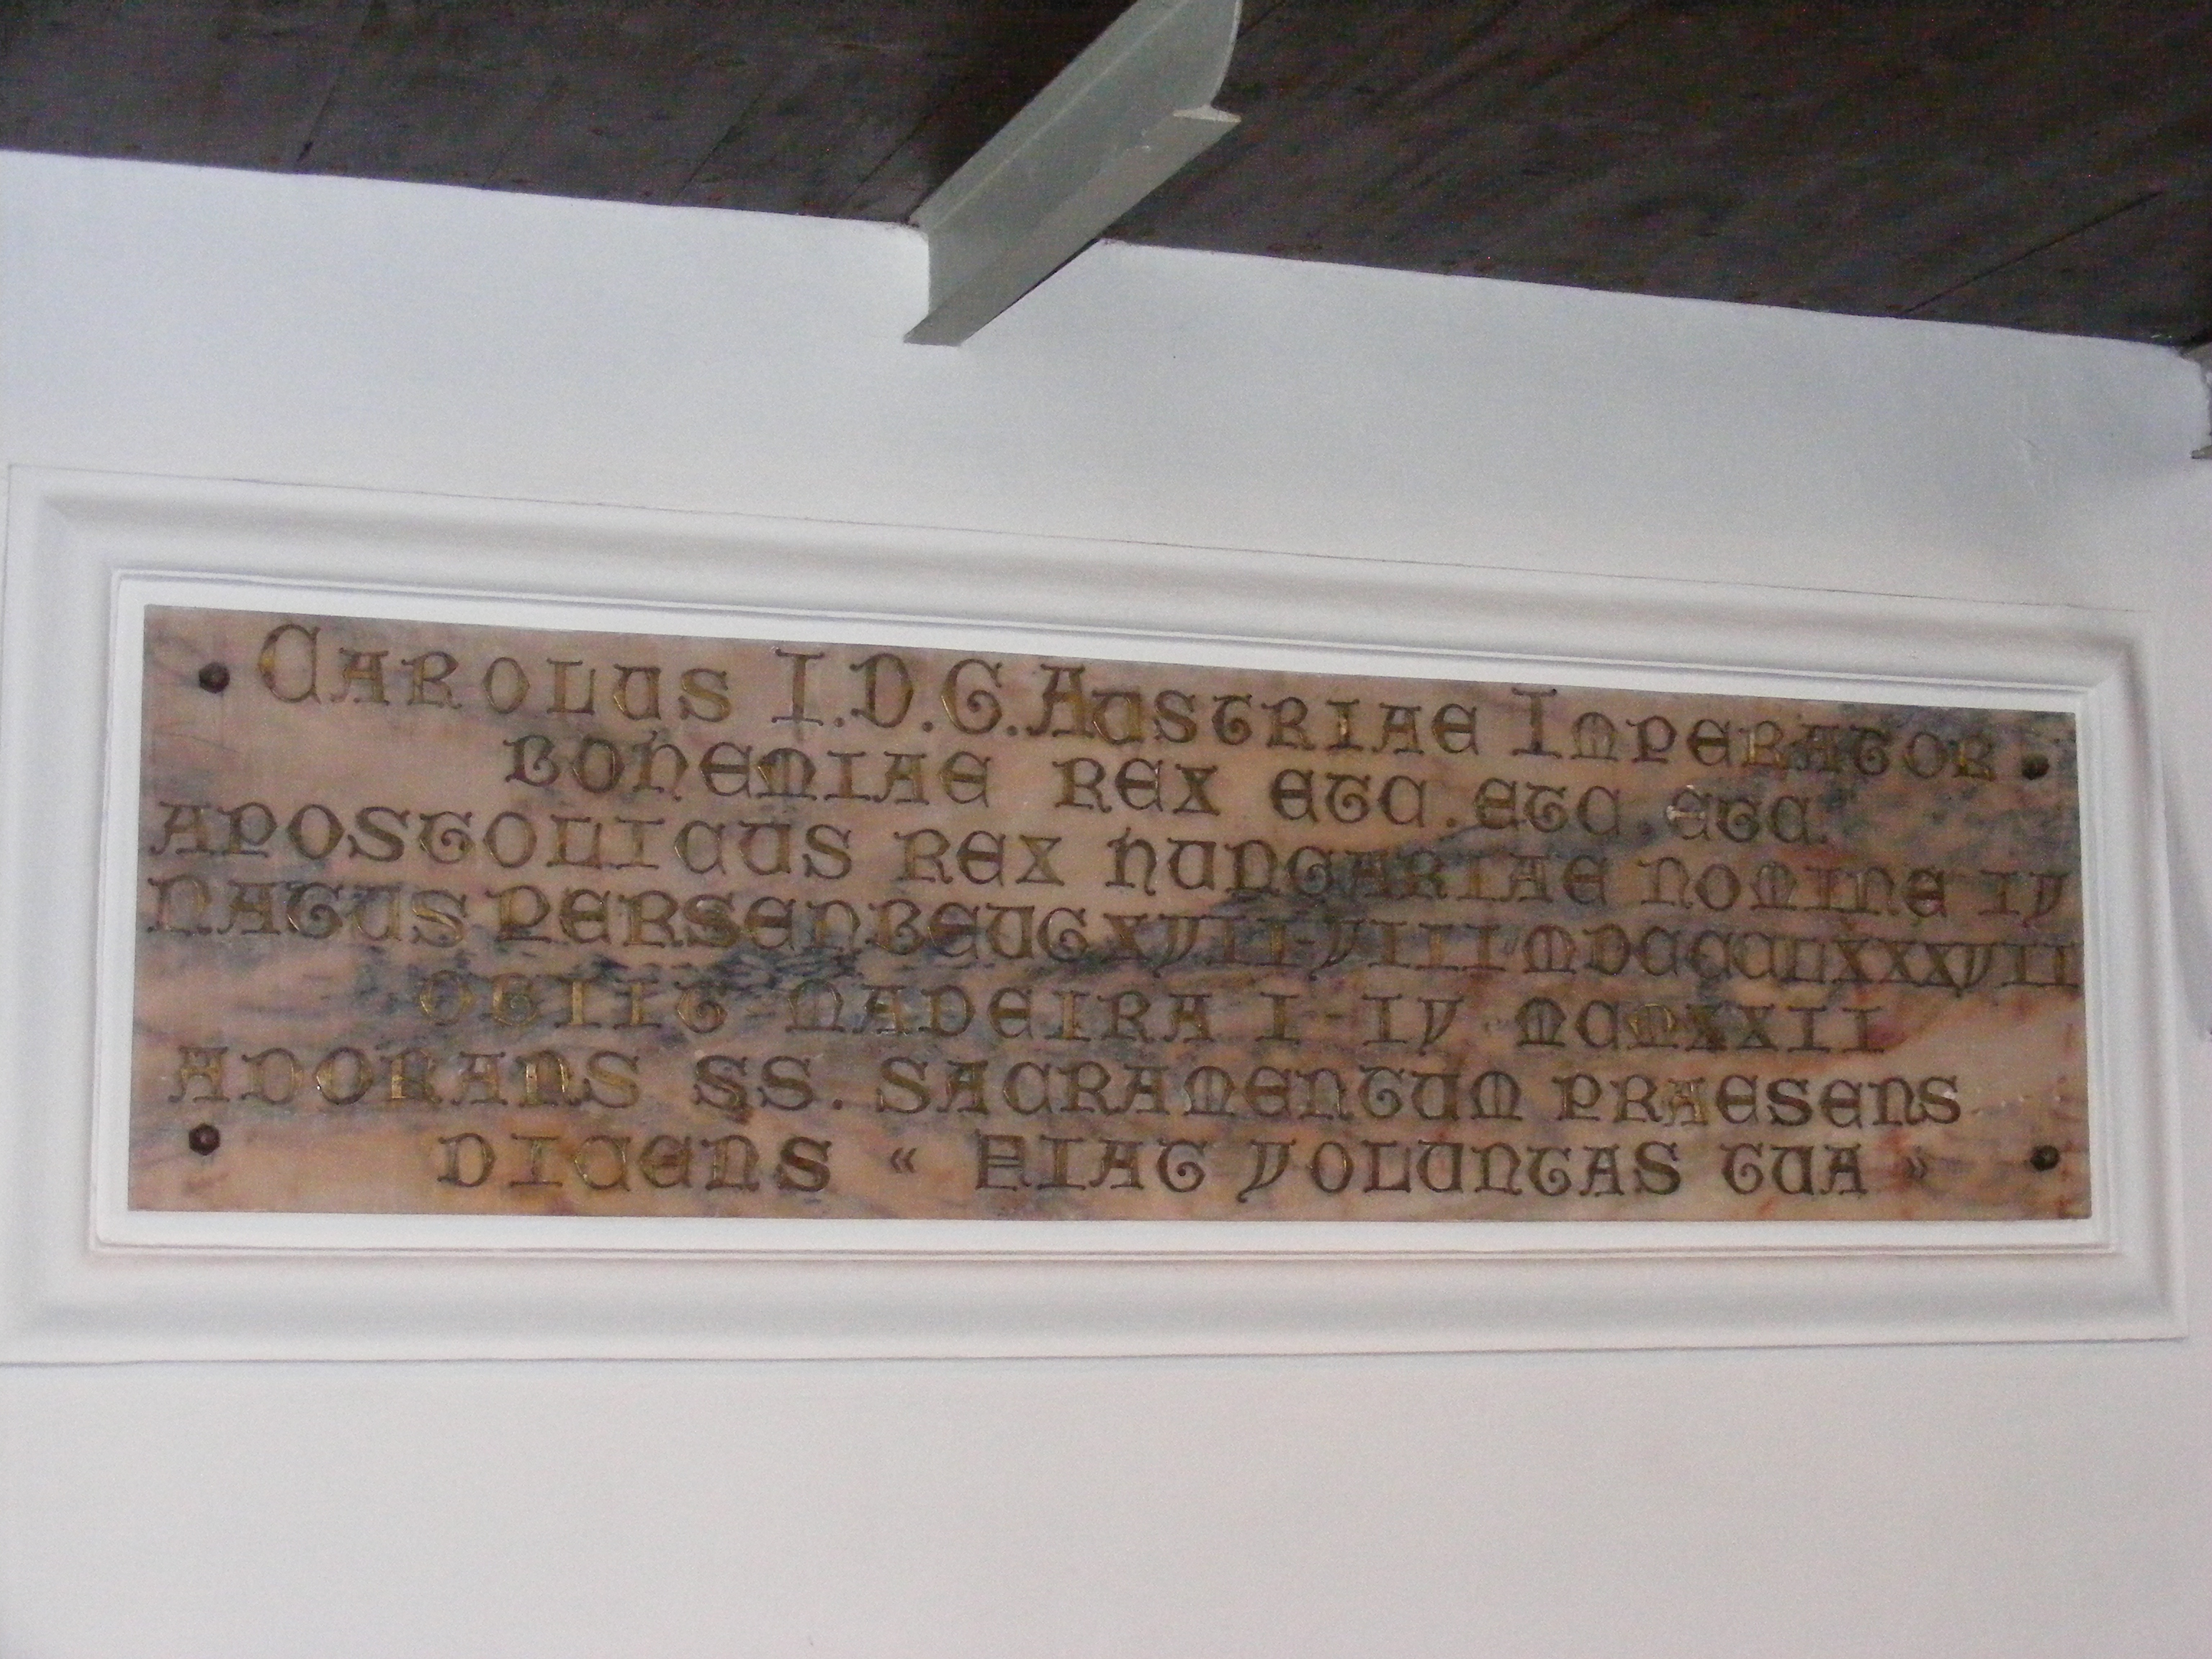 CAROLUS I.D.G. AUSTRIAE IMPERATOR
BOHEMIAE REX ETC. ETC. ETC.
APOSTOLICUS REX HUNGARIAE NOMINE IV
NATUS PERSENBEUG XVII-VIII MDCCCLXXXVII
OBIIT MADEIRA I-IV MCMXXII
ADORANS SS. SACRAMENTUM PRAESENS
DICENS « FIAT VOLUNTAS TUA »